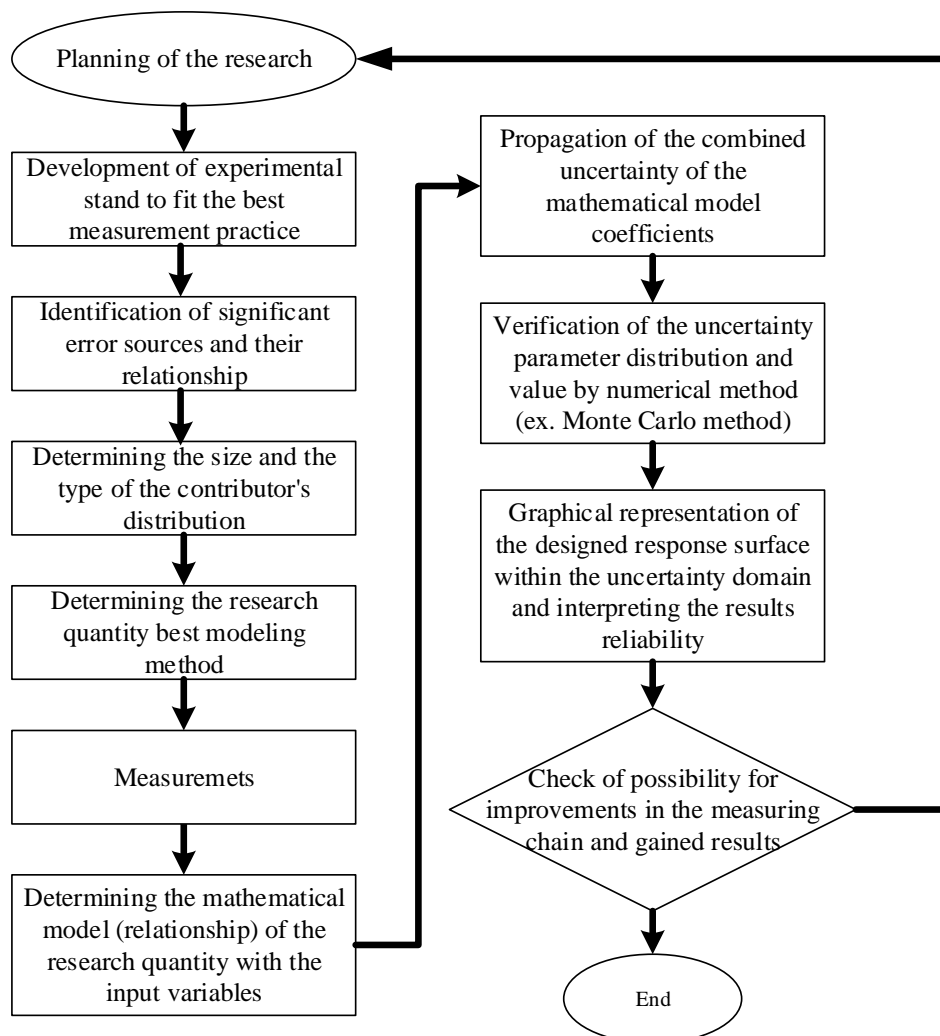 Planning of the research
Development of experimental
stand to fit the best
measurement practice
Identification of significant
error sources and their
relationship
Determining the size and the
type of the contributor's
distribution
Determining the research
quantity best modeling
method
Measuremets
Determining the mathematical
model (relationship) of the
research quantity with the
input variables
Propagation of the combined
uncertainty of the
mathematical model
coefficients
Verification of the uncertainty
parameter distribution and
value by numerical method
(ex. Monte Carlo method)
Graphical representation of
the designed response surface
within the uncertainty domain
and interpreting the results
reliability
Check of possibility for
improvements in the measuring
chain and gained results
End